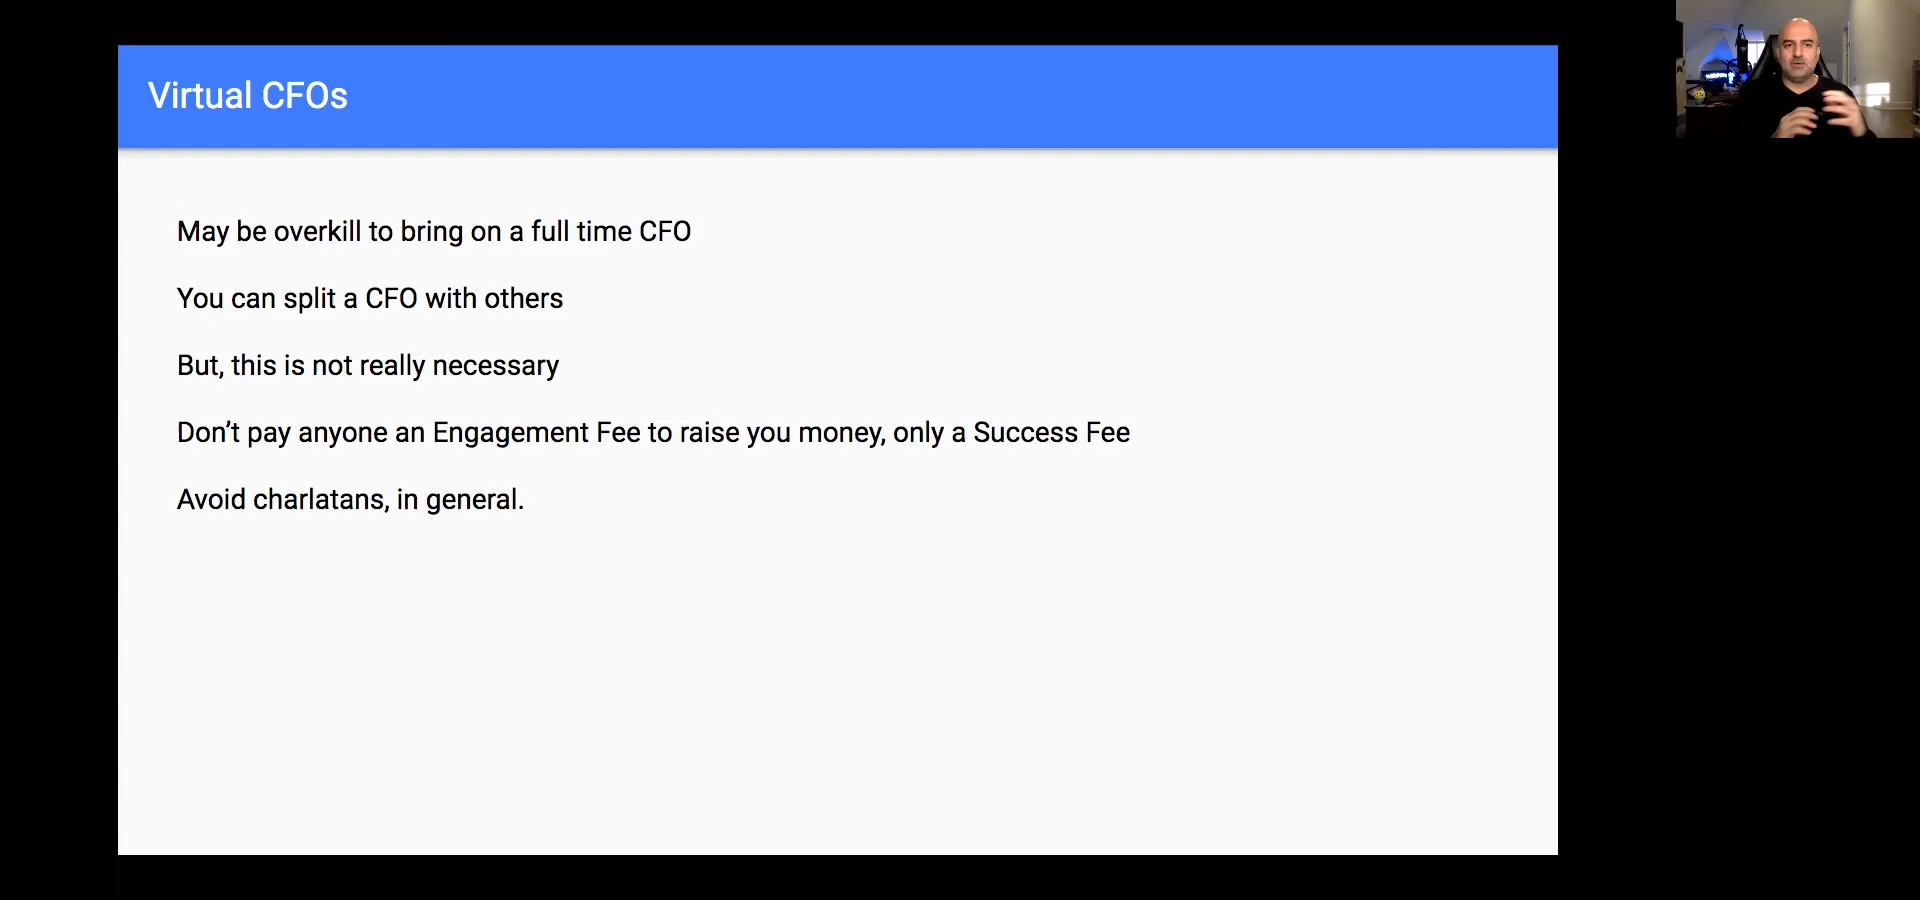 Virtual CFOs
May be overkill to bring on a full time CFO
You can split a CFO with others
But, this is not really necessary
Don’t pay anyone an Engagement Fee to raise you money, only a Success Fee
Avoid charlatans, in general.